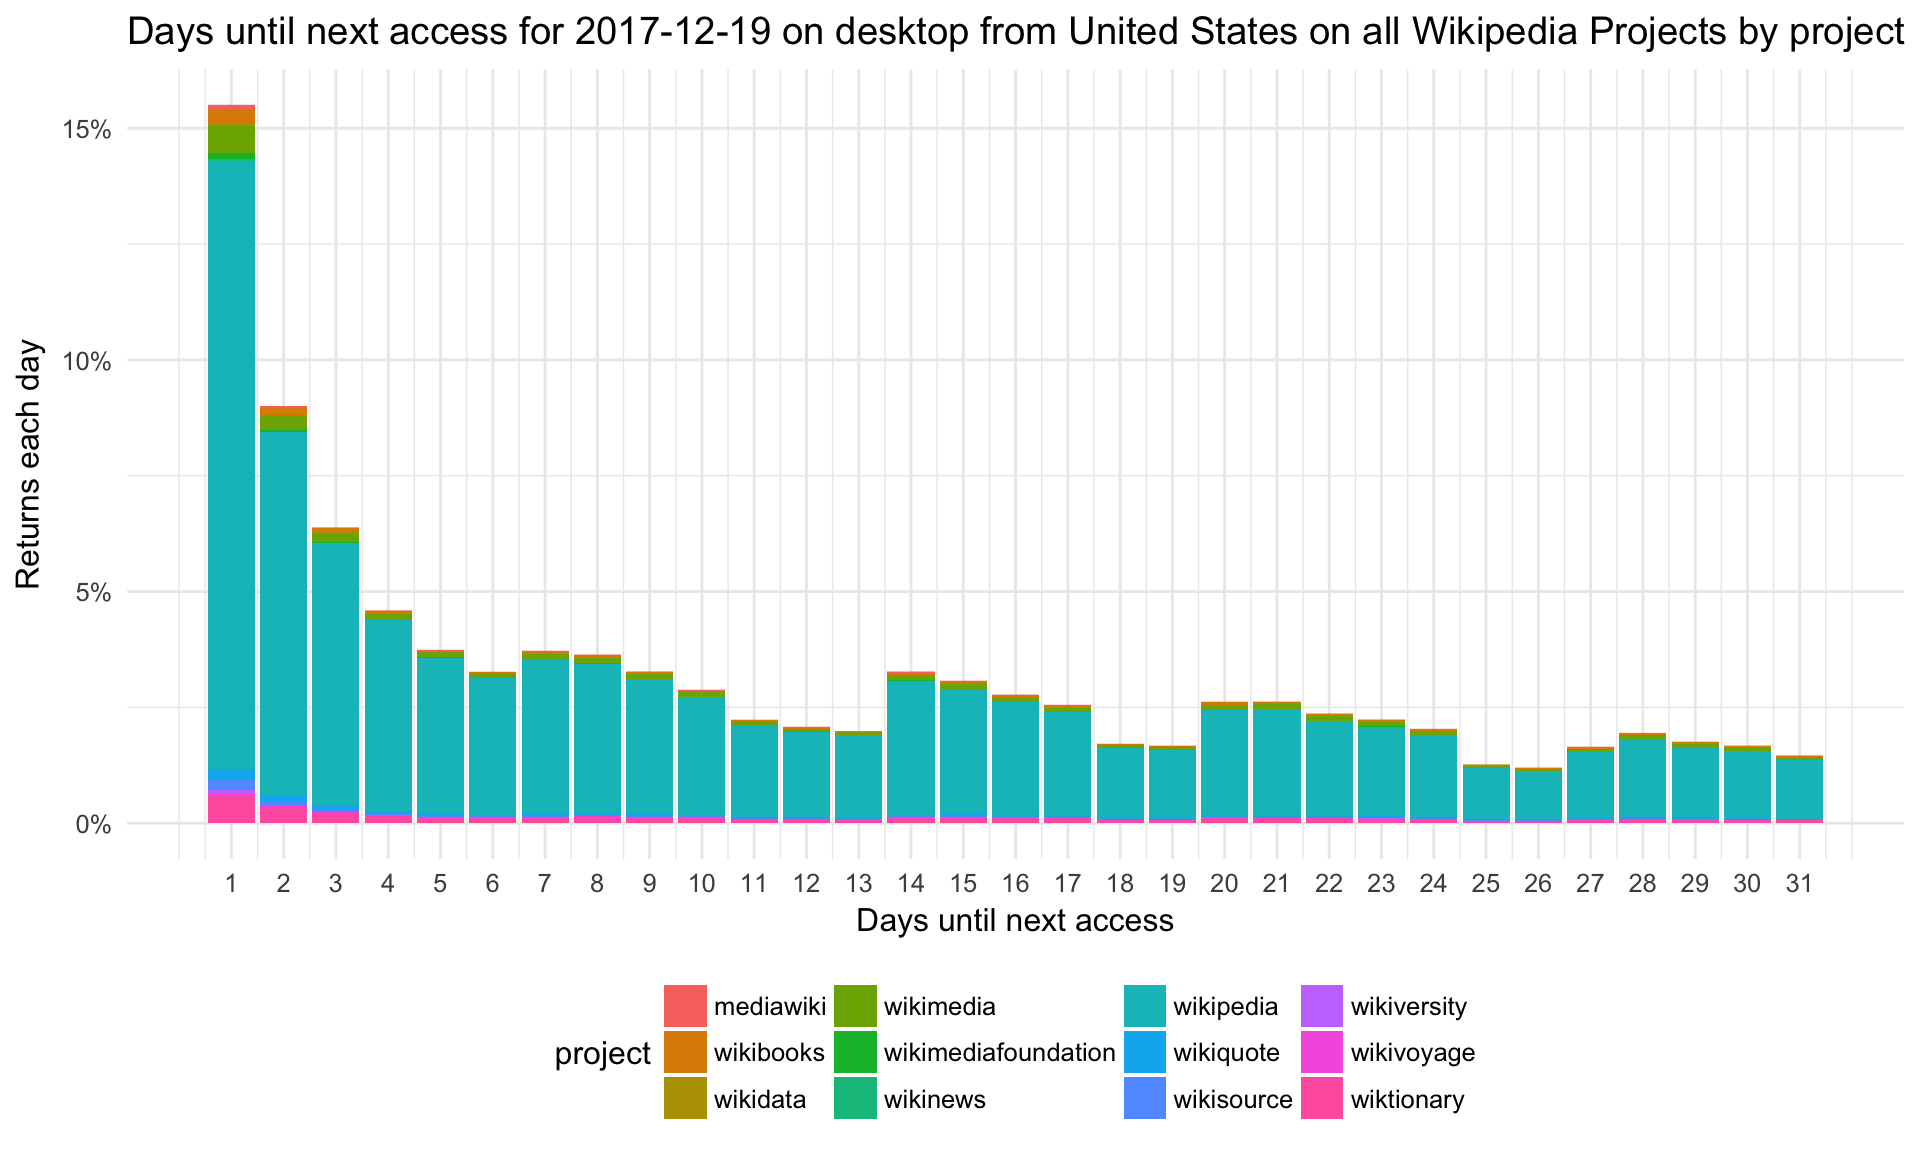 Days until next access for 2017-12-19 on desktop from United States on all Wikipedia Projects by project
Returns each day
15%
10%
5%
0%
1 2 3 4 5 6 7 8 9 10 11 12 13 14 15 16 17 18 19 20 21 22 23 24 25 26 27 28 29 30 31
Days until next access
project
mediawiki wikimedia wikipedia wikiversity
wikibooks wikimediafoundation wikiquote wikivoyage
wikidata wikinews wikisource wiktionary